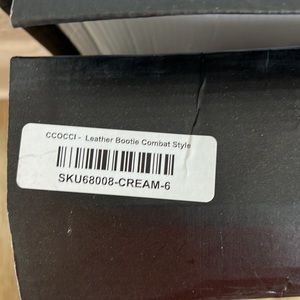 CCOCCI - Leather Bootie Combat Style
SKU68008-CREAM-6